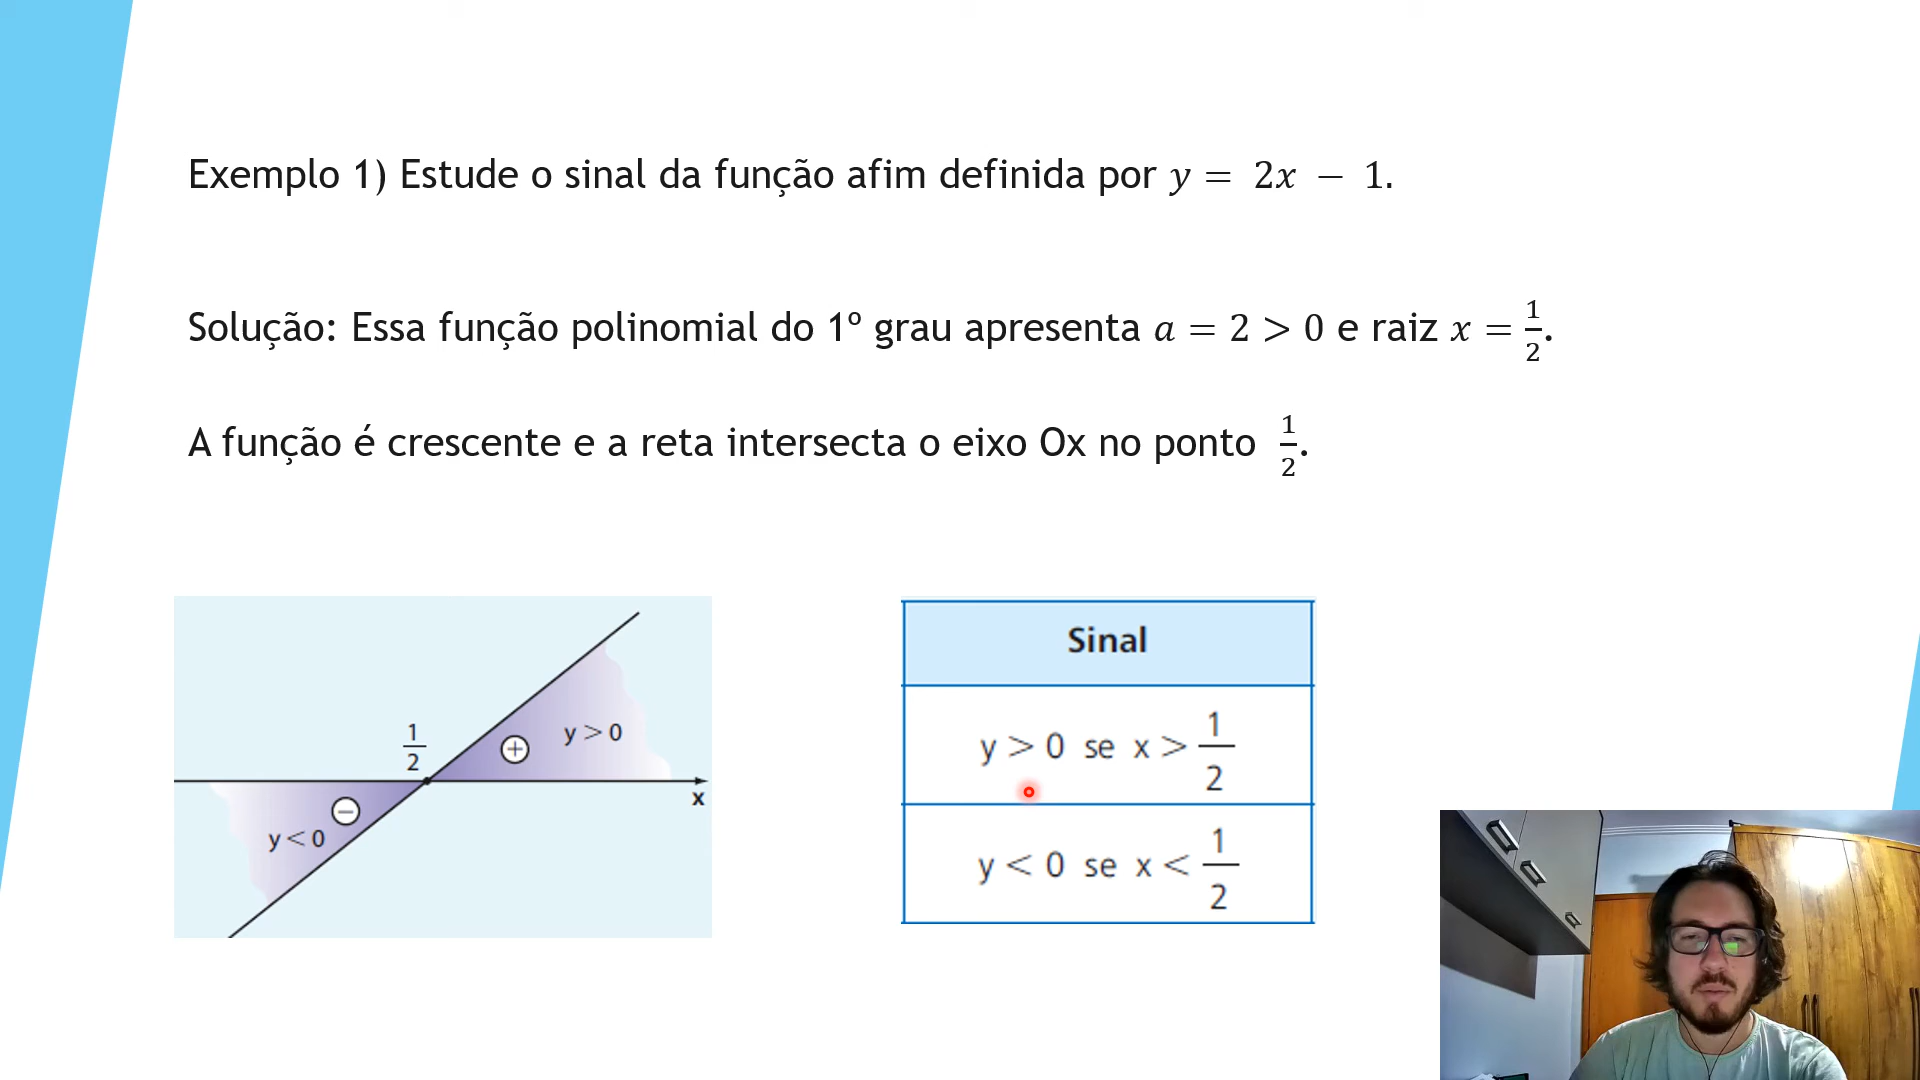 Exemplo 1) Estude o sinal da função afim definida por y = 2x − 1.
Solução: Essa função polinomial do 1º grau apresenta a = 2 > 0 e raiz x = 1/2.
A função é crescente e a reta intersecta o eixo Ox no ponto 1/2.
1/2
+
y > 0
x
−
y < 0
Sinal
y > 0 se x > 1/2
y < 0 se x < 1/2